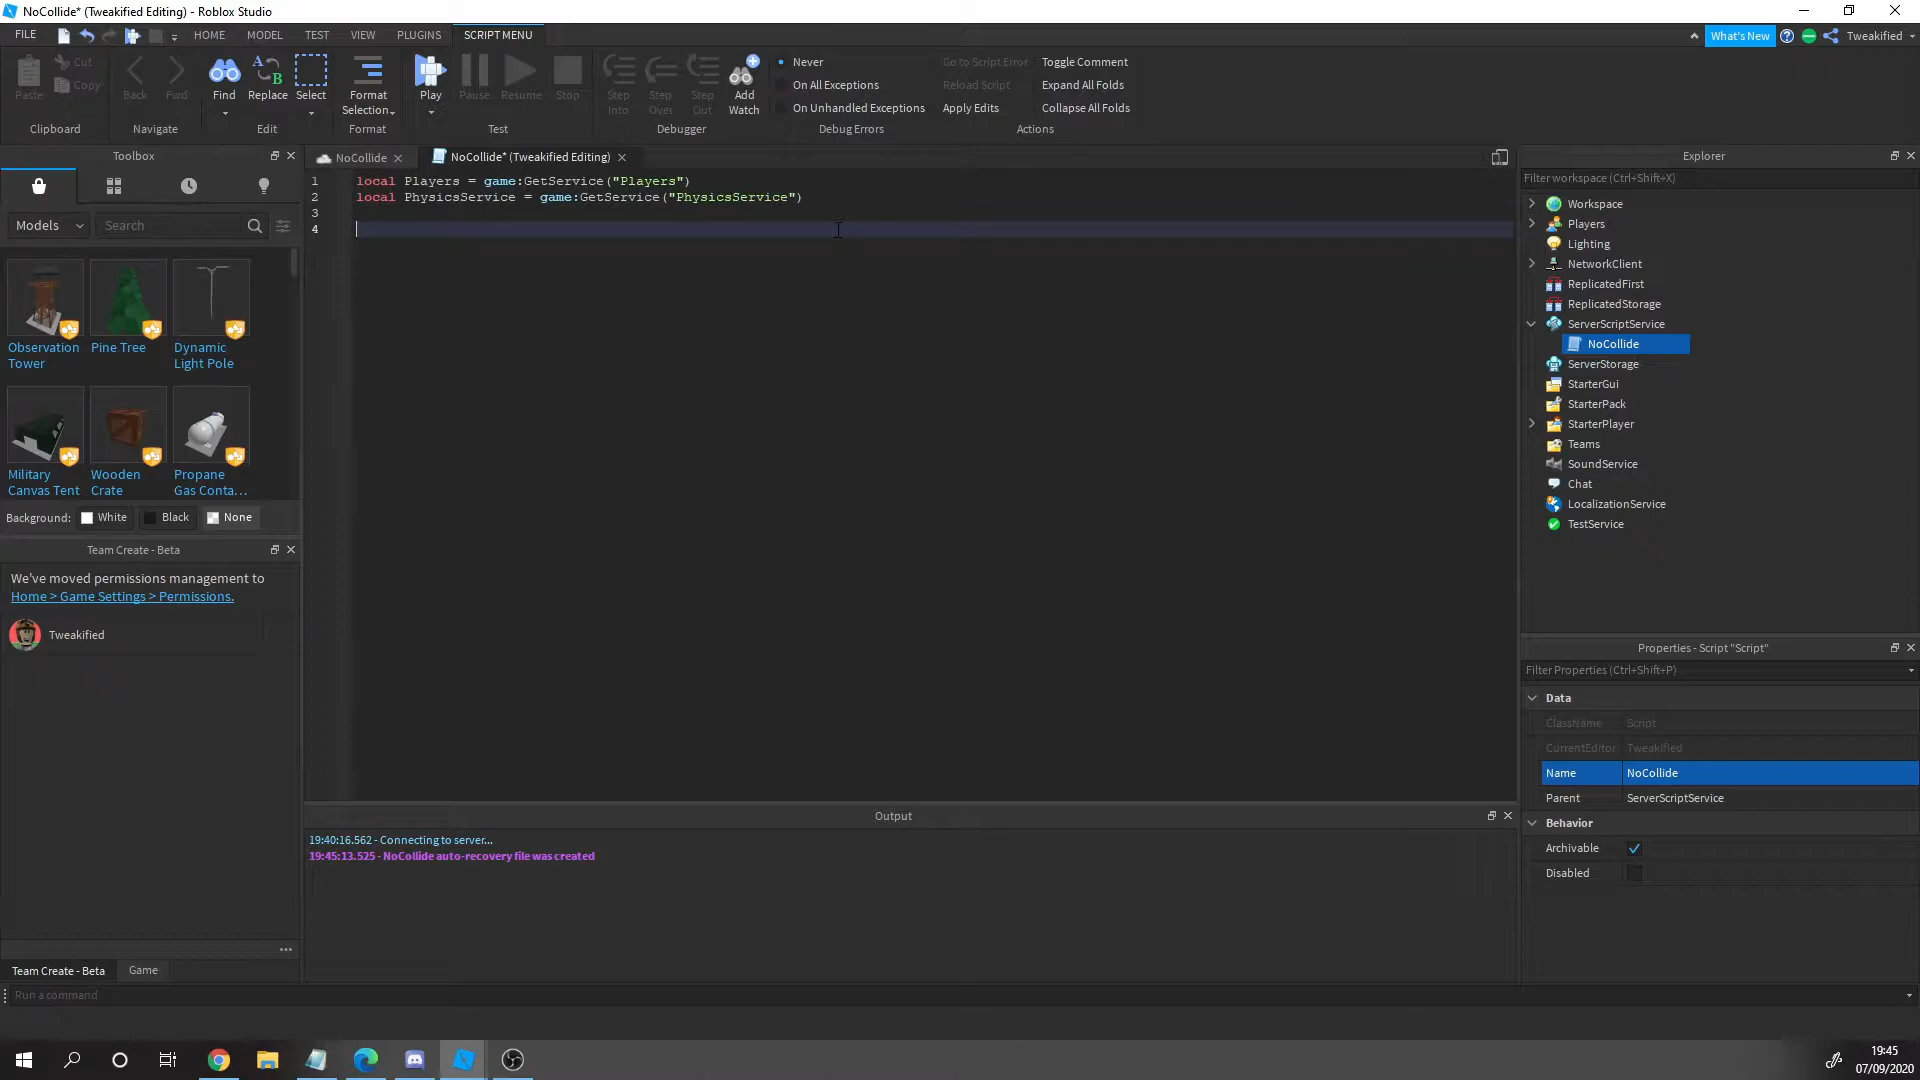 NoCollide* (Tweakified Editing) - Roblox Studio
FILE
HOME
MODEL
TEST
VIEW
PLUGINS
SCRIPT MENU
What's New
Tweakified
Paste
Cut
Copy
Clipboard
Back
Fwd
Navigate
Find
Replace
Select
Edit
Format
Selection
Format
Play
Pause
Resume
Stop
Test
Step
Into
Step
Over
Step
Out
Add
Watch
Debugger
Never
On All Exceptions
On Unhandled Exceptions
Debug Errors
Go to Script Error
Reload Script
Apply Edits
Toggle Comment
Expand All Folds
Collapse All Folds
Actions
Toolbox
Models
Search
Observation
Tower
Pine Tree
Dynamic
Light Pole
Military
Canvas Tent
Wooden
Crate
Propane
Gas Conta...
Background:
White
Black
None
Team Create - Beta
We've moved permissions management to
Home > Game Settings > Permissions.
Tweakified
Team Create - Beta
Game
Run a command
NoCollide
NoCollide* (Tweakified Editing)
1 local Players = game:GetService("Players")
2 local PhysicsService = game:GetService("PhysicsService")
3
4
Output
19:40:16.562 - Connecting to server...
19:45:13.525 - NoCollide auto-recovery file was created
Explorer
Filter workspace (Ctrl+Shift+X)
Workspace
Players
Lighting
NetworkClient
ReplicatedFirst
ReplicatedStorage
ServerScriptService
NoCollide
ServerStorage
StarterGui
StarterPack
StarterPlayer
Teams
SoundService
Chat
LocalizationService
TestService
Properties - Script "Script"
Filter Properties (Ctrl+Shift+P)
Data
ClassName Script
CurrentEditor Tweakified
Name NoCollide
Parent ServerScriptService
Behavior
Archivable
Disabled
19:45
07/09/2020